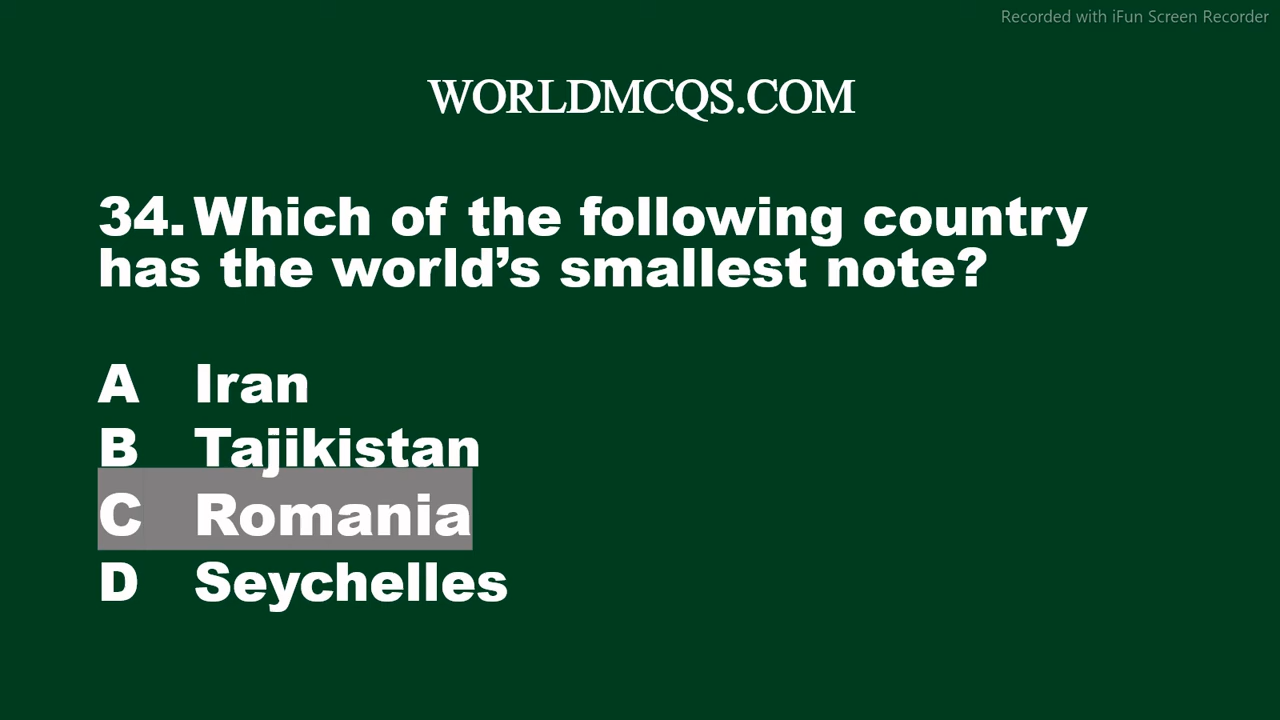 Recorded with iFun Screen Recorder
WORLDMCQS.COM
34. Which of the following country
has the world’s smallest note?
A Iran
B Tajikistan
C Romania
D Seychelles